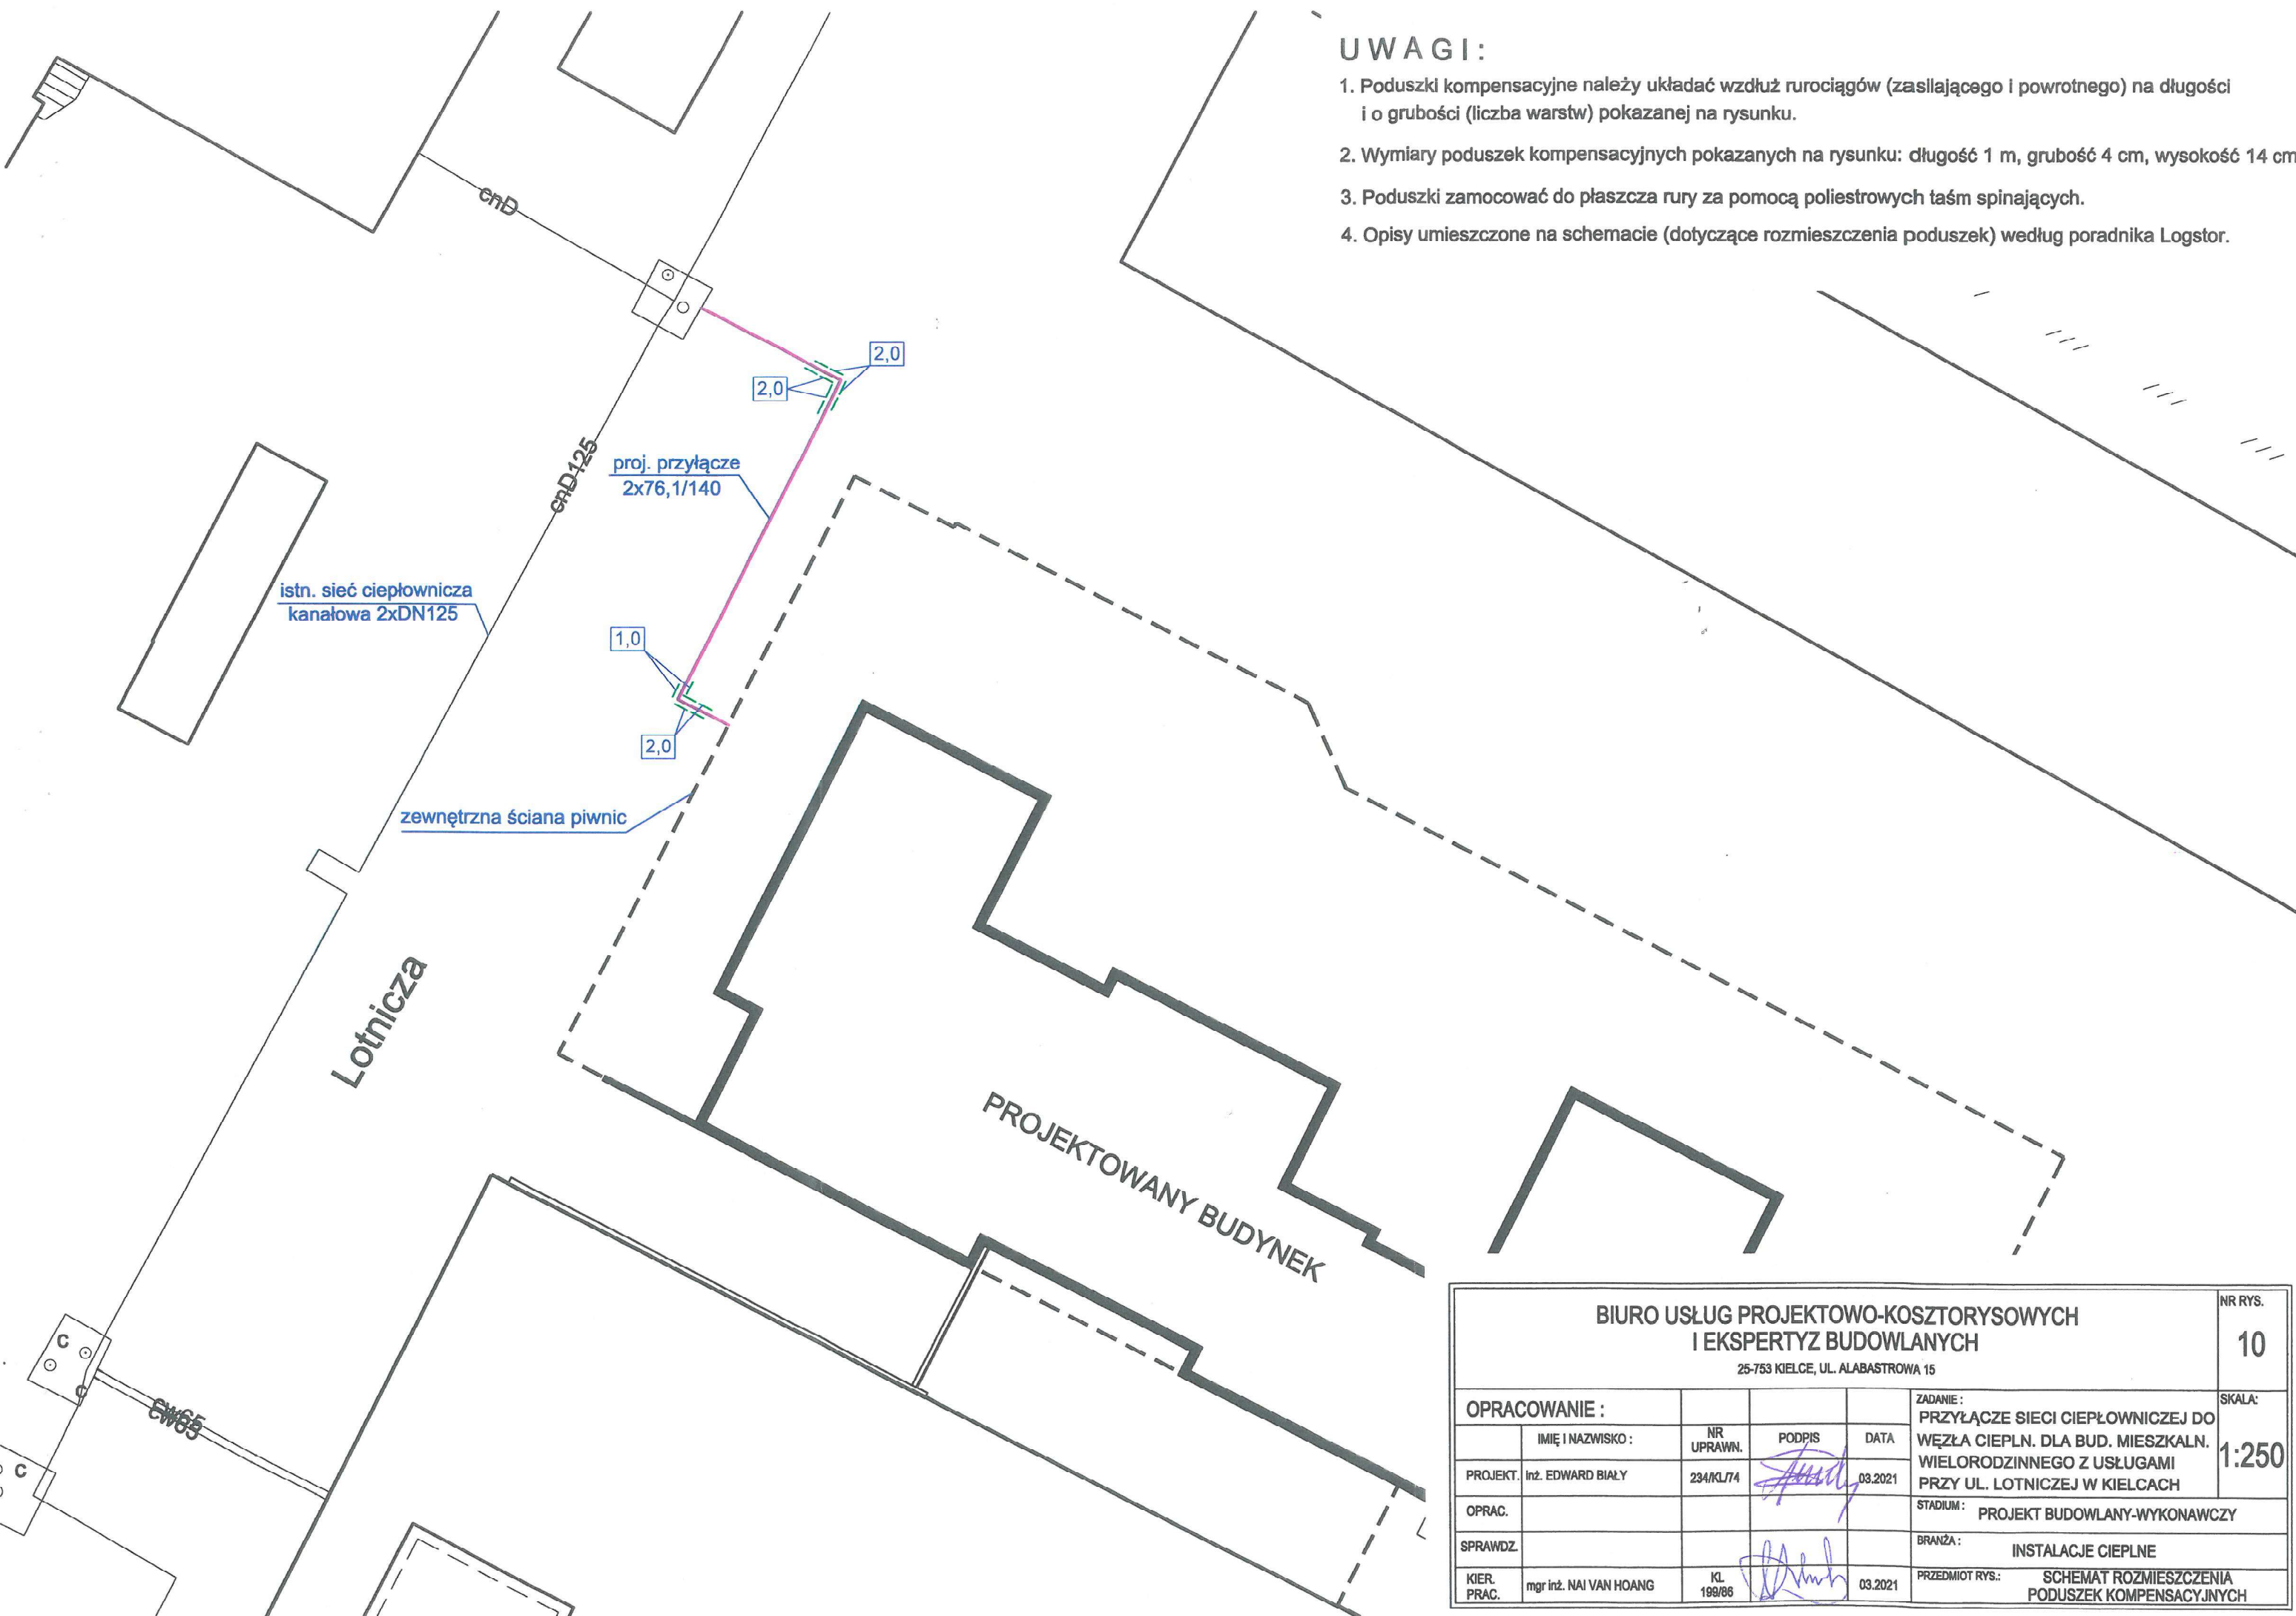 UWAGI:
1. Poduszki kompensacyjne należy układać wzdłuż rurociągów (zasilającego i powrotnego) na długości
i o grubości (liczba warstw) pokazanej na rysunku.
2. Wymiary poduszek kompensacyjnych pokazanych na rysunku: długość 1 m, grubość 4 cm, wysokość 14 cm
3. Poduszki zamocować do płaszcza rury za pomocą poliestrowych taśm spinających.
4. Opisy umieszczone na schemacie (dotyczące rozmieszczenia poduszek) według poradnika Logstor.
cnD
2,0
2,0
cnD125
proj. przyłącze
2x76,1/140
istn. sieć ciepłownicza
kanałowa 2xDN125
1,0
2,0
zewnętrzna ściana piwnic
Lotnicza
PROJEKTOWANY BUDYNEK
c
c
c
BIURO USŁUG PROJEKTOWO-KOSZTORYSOWYCH
I EKSPERTYZ BUDOWLANYCH
25-753 KIELCE, UL. ALABASTROWA 15
NR RYS.
10
OPRACOWANIE :
IMIĘ I NAZWISKO :
NR
UPRAWN.
PODPIS
DATA
PROJEKT.
inż. EDWARD BIAŁY
234/KL/74
03.2021
OPRAC.
SPRAWDZ.
KIER.
PRAC.
mgr inż. NAI VAN HOANG
KL
199/86
03.2021
ZADANIE :
PRZYŁĄCZE SIECI CIEPŁOWNICZEJ DO
WĘZŁA CIEPLN. DLA BUD. MIESZKALN.
WIELORODZINNEGO Z USŁUGAMI
PRZY UL. LOTNICZEJ W KIELCACH
SKALA:
1:250
STADIUM :
PROJEKT BUDOWLANY-WYKONAWCZY
BRANŻA :
INSTALACJE CIEPLNE
PRZEDMIOT RYS.:
SCHEMAT ROZMIESZCZENIA
PODUSZEK KOMPENSACYJNYCH